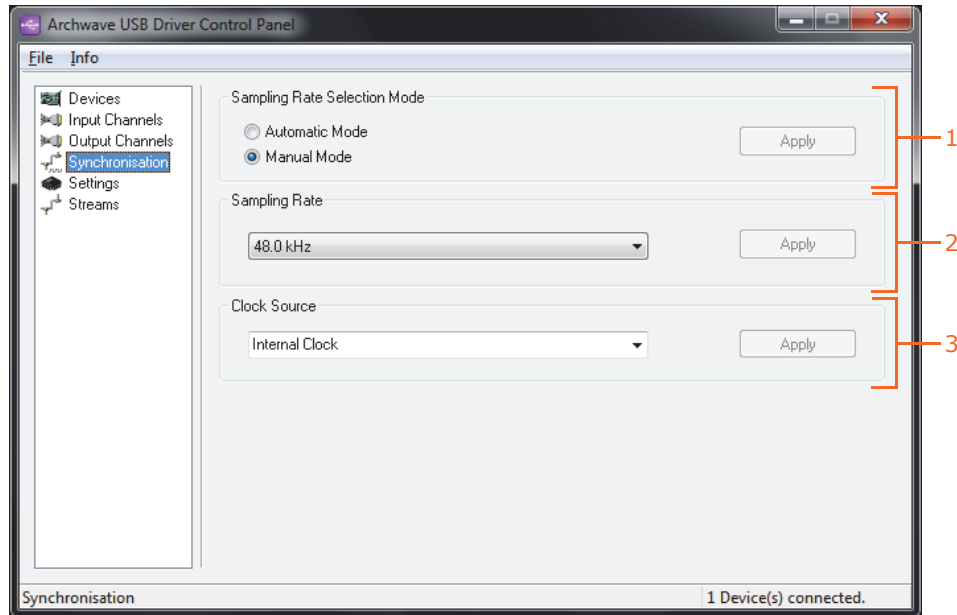 Archwave USB Driver Control Panel
File Info
Devices
Input Channels
Output Channels
Synchronisation
Settings
Streams
Sampling Rate Selection Mode
Automatic Mode
Manual Mode
Apply
1
Sampling Rate
48.0 kHz
Apply
2
Clock Source
Internal Clock
Apply
3
Synchronisation
1 Device(s) connected.